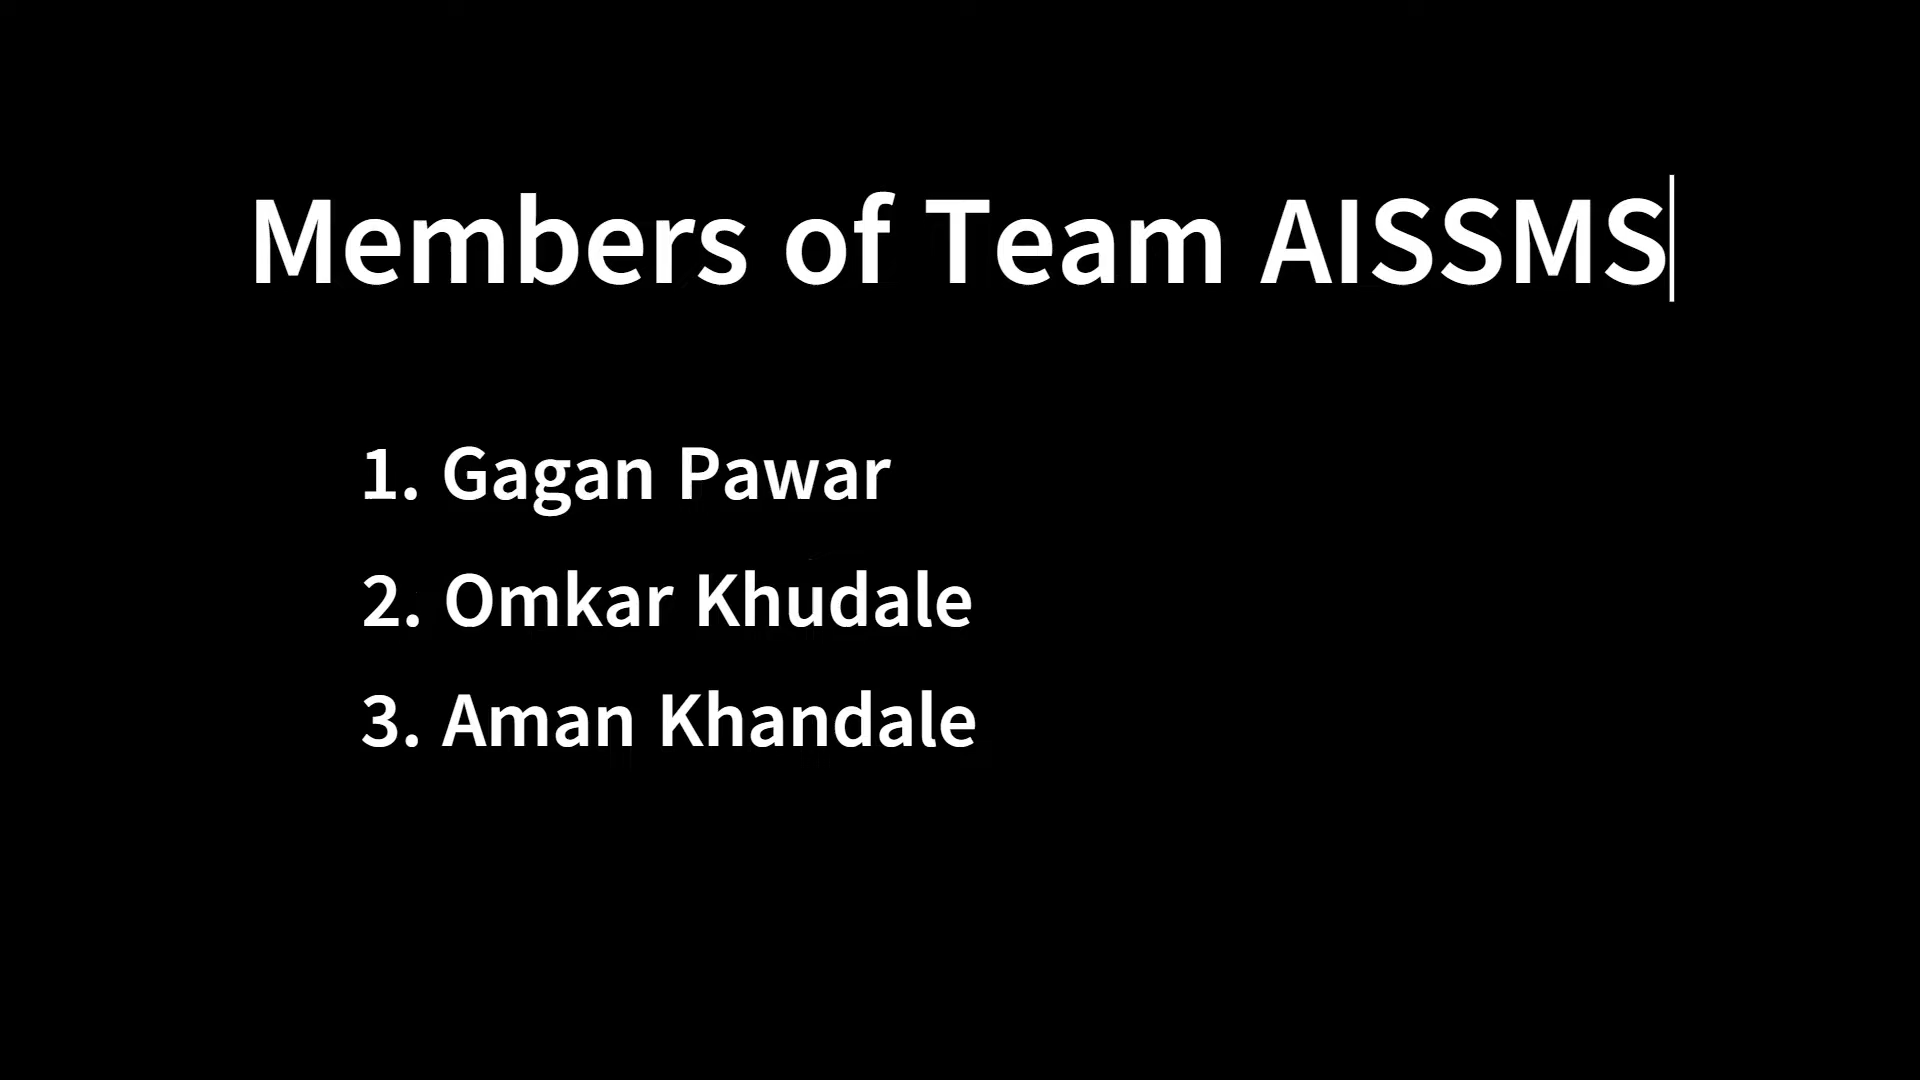 Members of Team AISSMS
1. Gagan Pawar
2. Omkar Khudale
3. Aman Khandale